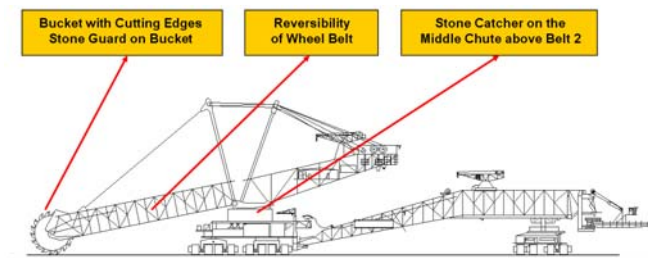 Bucket with Cutting Edges
Stone Guard on Bucket
Reversibility
of Wheel Belt
Stone Catcher on the
Middle Chute above Belt 2